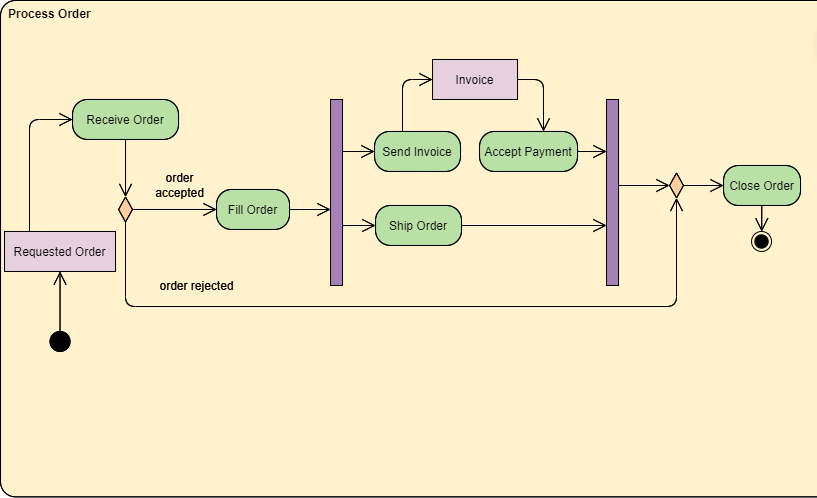 Process Order
Invoice
Receive Order
Send Invoice
Accept Payment
order
accepted
Close Order
Fill Order
Ship Order
Requested Order
order rejected